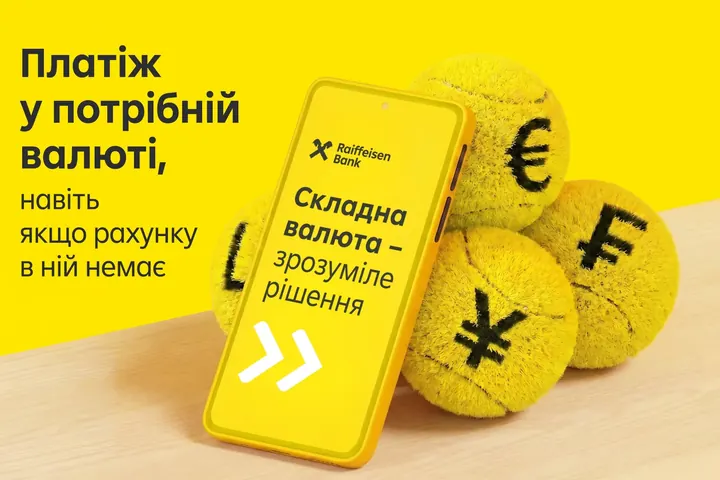 Платіж
у потрібній
валюті,
навіть
якщо рахунку
в ній немає
Raiffeisen
Bank
Складна
валюта –
зрозуміле
рішення
€
₣
¥